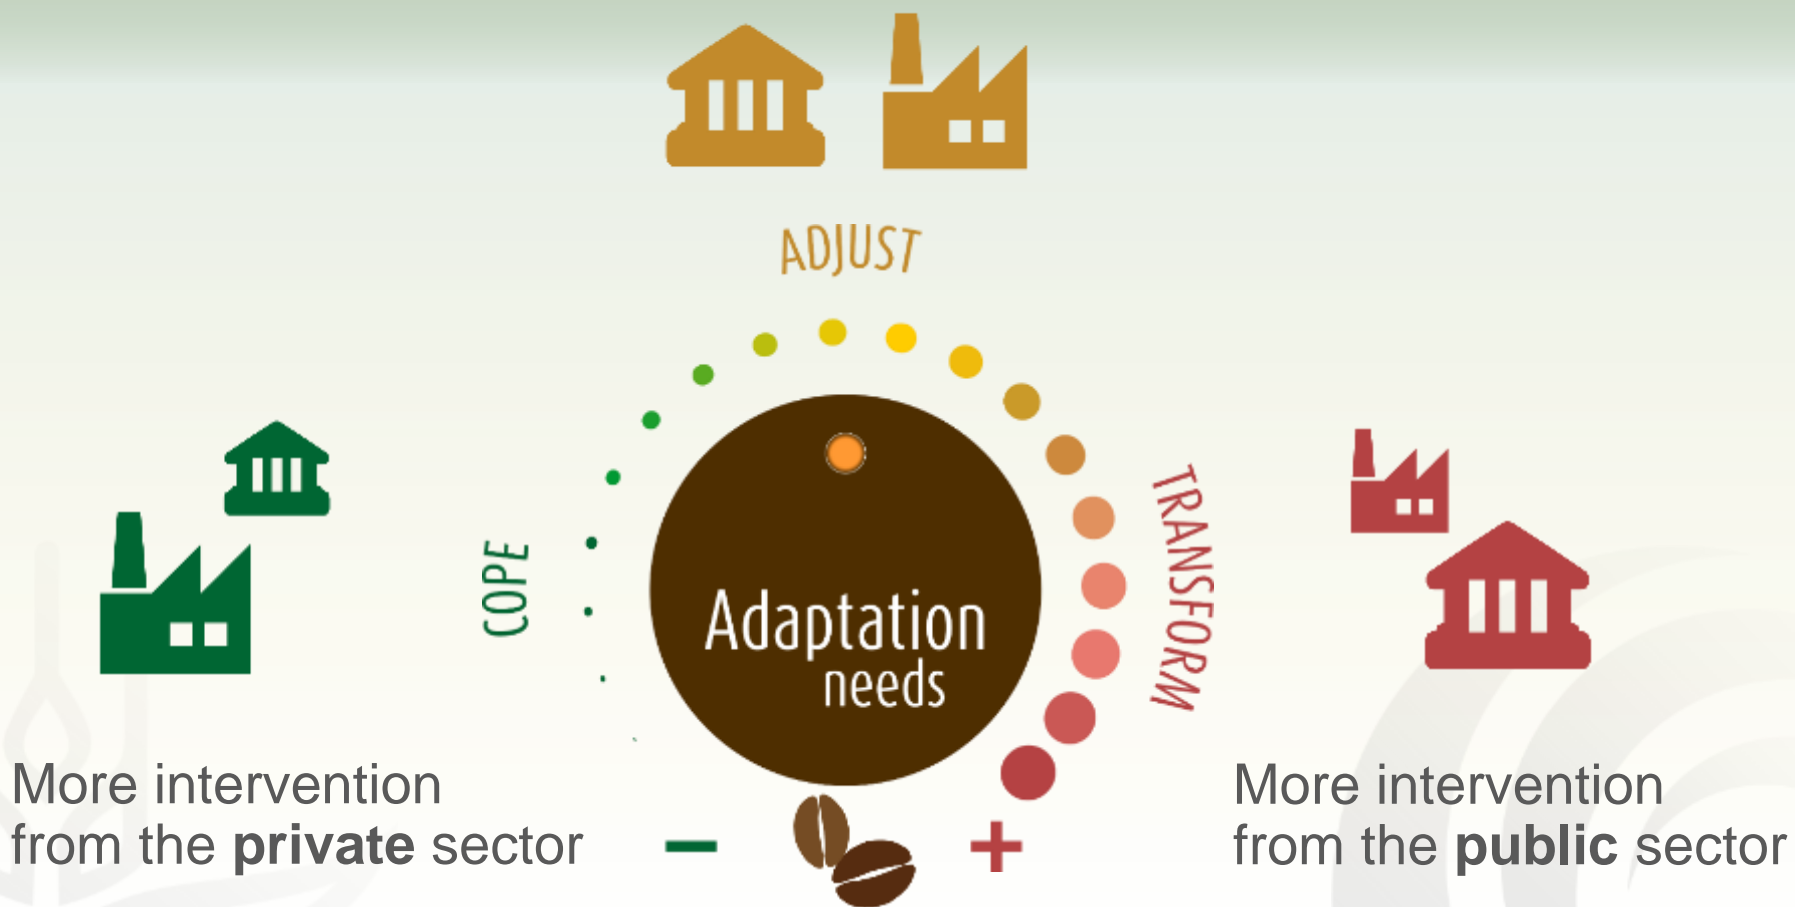 ADJUST
COPE
TRANSFORM
Adaptation
needs
More intervention
from the private sector
− +
More intervention
from the public sector